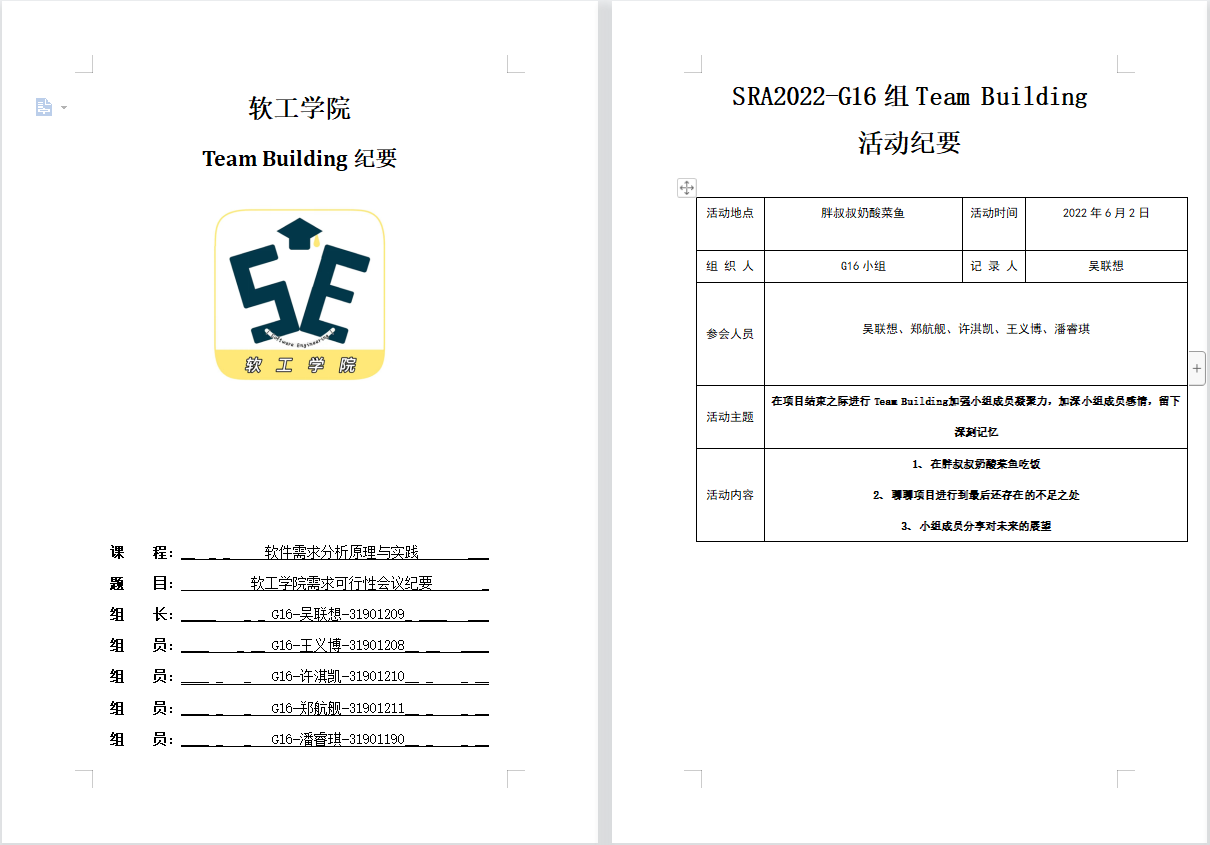 软工学院
Team Building 纪要
SE
Software Engineering
软 工 学 院
课 程： 软件需求分析原理与实践
题 目： 软工学院需求可行性会议纪要
组 长： G16-吴联想-31901209
组 员： G16-王义博-31901208
组 员： G16-许淇凯-31901210
组 员： G16-郑航舰-31901211
组 员： G16-潘睿琪-31901190
SRA2022-G16 组 Team Building
活动纪要
活动地点 胖叔叔奶酸菜鱼 活动时间 2022 年 6 月 2 日
组 织 人 G16 小组 记 录 人 吴联想
参会人员 吴联想、郑航舰、许淇凯、王义博、潘睿琪
活动主题 在项目结束之际进行 Team Building加强小组成员凝聚力，加深小组成员感情，留下
深刻记忆
活动内容 1、 在胖叔叔奶酸菜鱼吃饭
2、 聊聊项目进行到最后还存在的不足之处
3、 小组成员分享对未来的展望